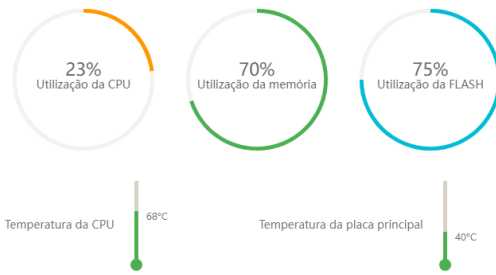 23%
Utilização da CPU
70%
Utilização da memória
75%
Utilização da FLASH
Temperatura da CPU
68°C
Temperatura da placa principal
40°C